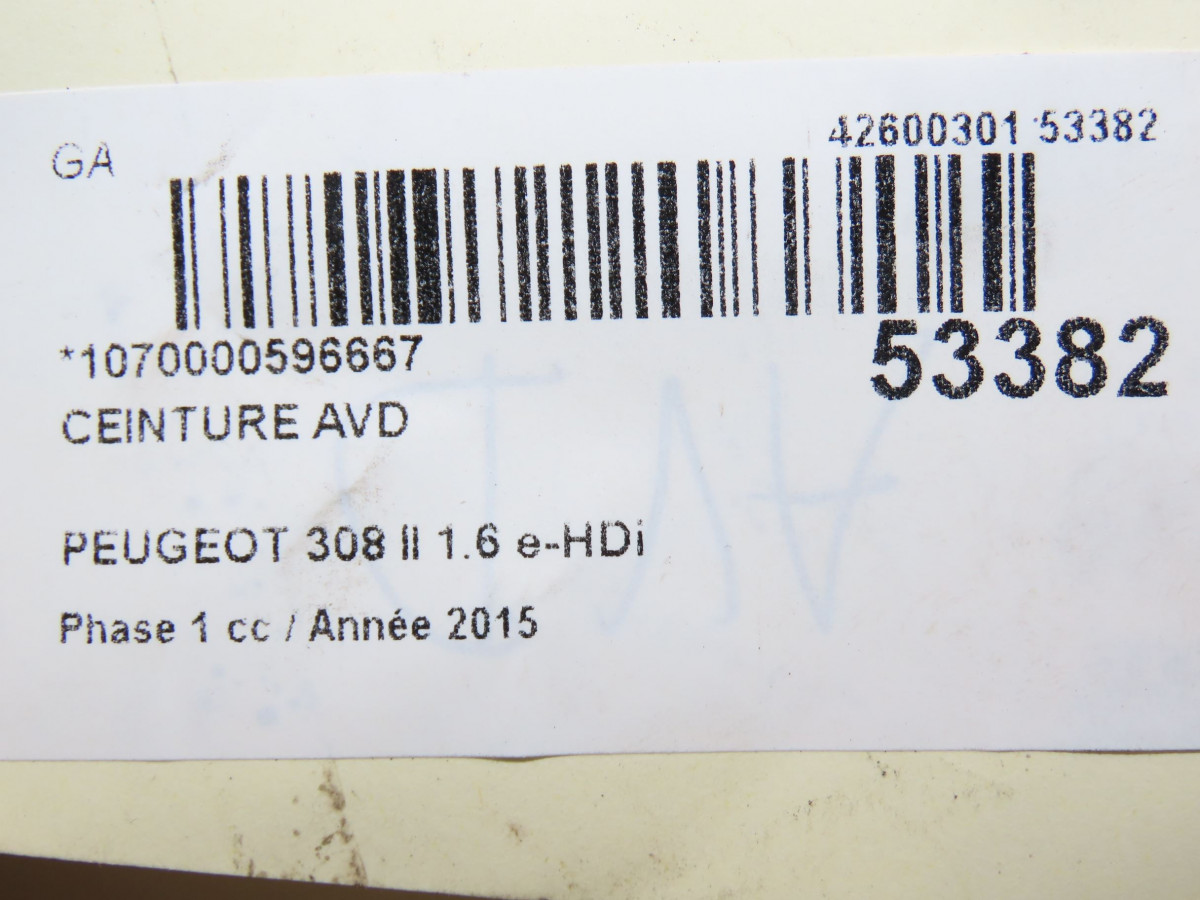 GA
42600301 53382
*1070000596667
53382
CEINTURE AVD
PEUGEOT 308 II 1.6 e-HDi
Phase 1 cc / Année 2015